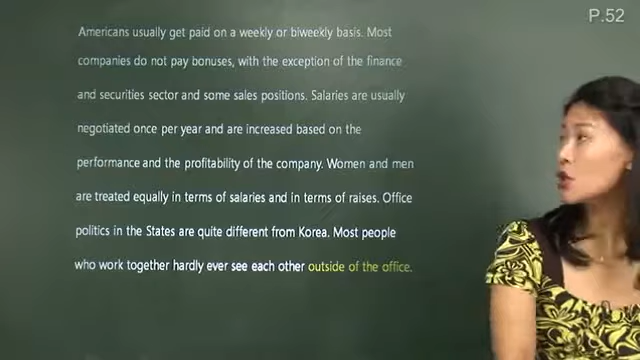 P.52
Americans usually get paid on a weekly or biweekly basis. Most
companies do not pay bonuses, with the exception of the finance
and securities sector and some sales positions. Salaries are usually
negotiated once per year and are increased based on the
performance and the profitability of the company. Women and men
are treated equally in terms of salaries and in terms of raises. Office
politics in the States are quite different from Korea. Most people
who work together hardly ever see each other outside of the office.